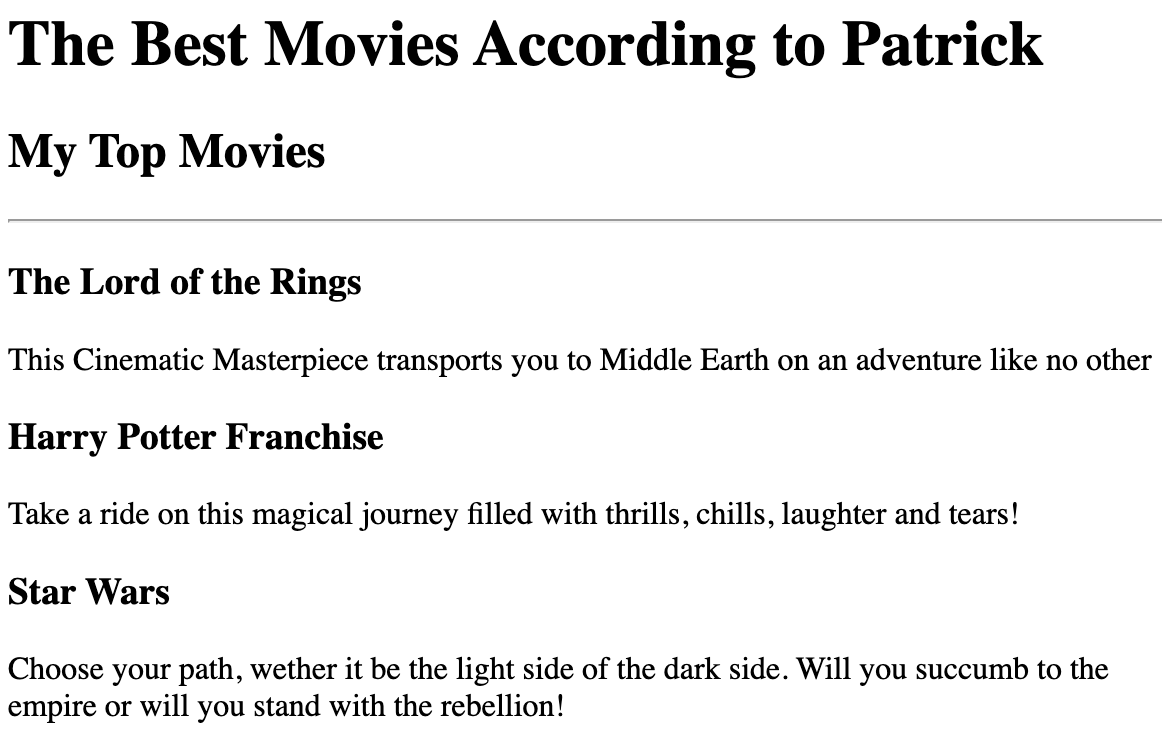 The Best Movies According to Patrick
My Top Movies
The Lord of the Rings
This Cinematic Masterpiece transports you to Middle Earth on an adventure like no other
Harry Potter Franchise
Take a ride on this magical journey filled with thrills, chills, laughter and tears!
Star Wars
Choose your path, wether it be the light side of the dark side. Will you succumb to the
empire or will you stand with the rebellion!